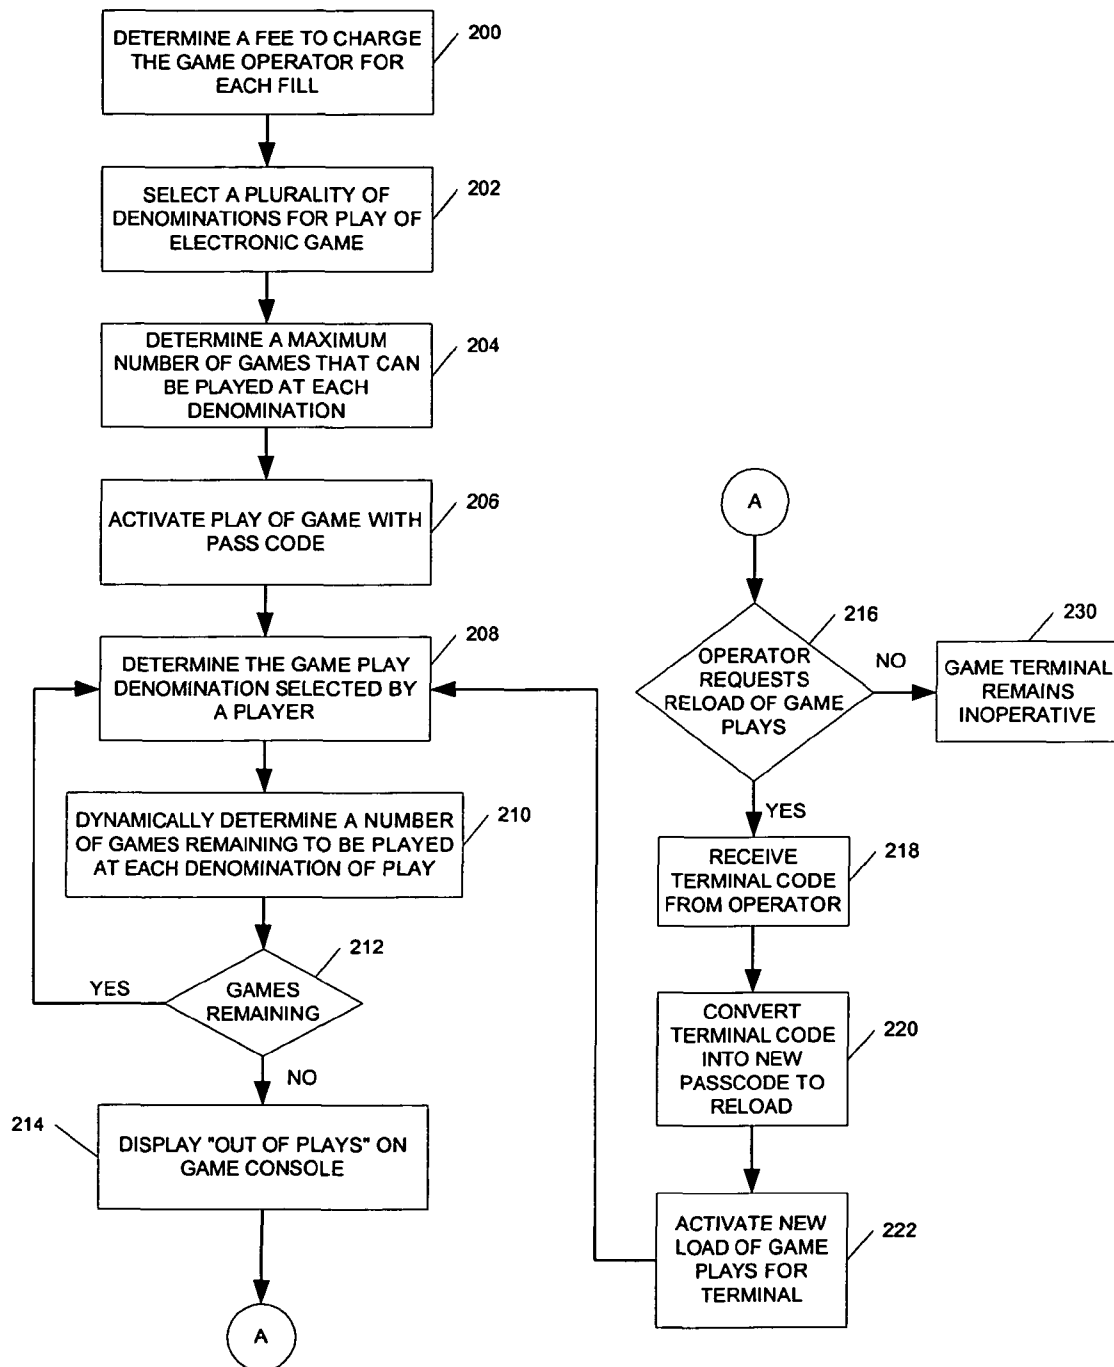 DETERMINE A FEE TO CHARGE
THE GAME OPERATOR FOR
EACH FILL
200
SELECT A PLURALITY OF
DENOMINATIONS FOR PLAY OF
ELECTRONIC GAME
202
DETERMINE A MAXIMUM
NUMBER OF GAMES THAT CAN
BE PLAYED AT EACH
DENOMINATION
204
ACTIVATE PLAY OF GAME WITH
PASS CODE
206
DETERMINE THE GAME PLAY
DENOMINATION SELECTED BY
A PLAYER
208
DYNAMICALLY DETERMINE A NUMBER
OF GAMES REMAINING TO BE PLAYED
AT EACH DENOMINATION OF PLAY
210
GAMES
REMAINING
212
YES
NO
DISPLAY "OUT OF PLAYS" ON
GAME CONSOLE
214
A
A
OPERATOR
REQUESTS
RELOAD OF GAME
PLAYS
216
NO
GAME TERMINAL
REMAINS
INOPERATIVE
230
YES
RECEIVE
TERMINAL CODE
FROM OPERATOR
218
CONVERT
TERMINAL CODE
INTO NEW
PASSCODE TO
RELOAD
220
ACTIVATE NEW
LOAD OF GAME
PLAYS FOR
TERMINAL
222